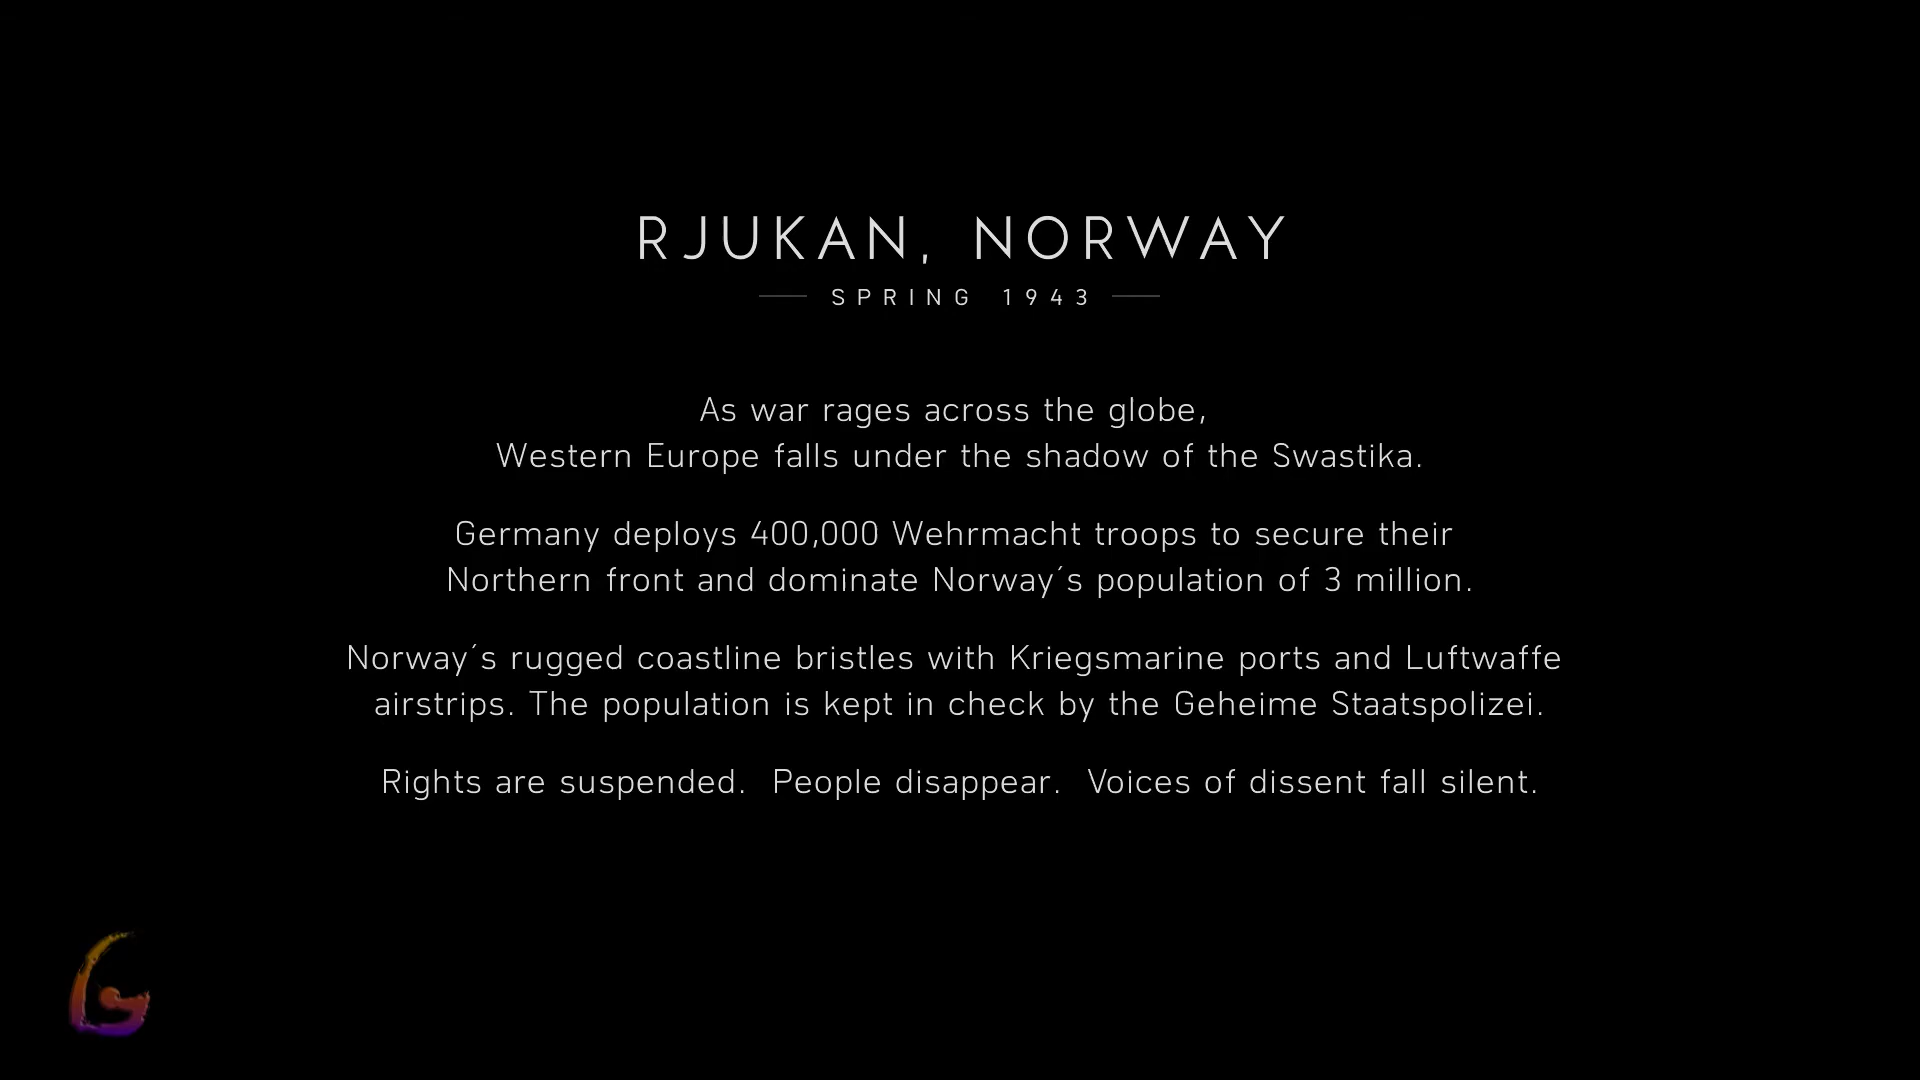 RJUKAN, NORWAY
SPRING 1943
As war rages across the globe,
Western Europe falls under the shadow of the Swastika.
Germany deploys 400,000 Wehrmacht troops to secure their
Northern front and dominate Norway´s population of 3 million.
Norway´s rugged coastline bristles with Kriegsmarine ports and Luftwaffe
airstrips. The population is kept in check by the Geheime Staatspolizei.
Rights are suspended.  People disappear.  Voices of dissent fall silent.